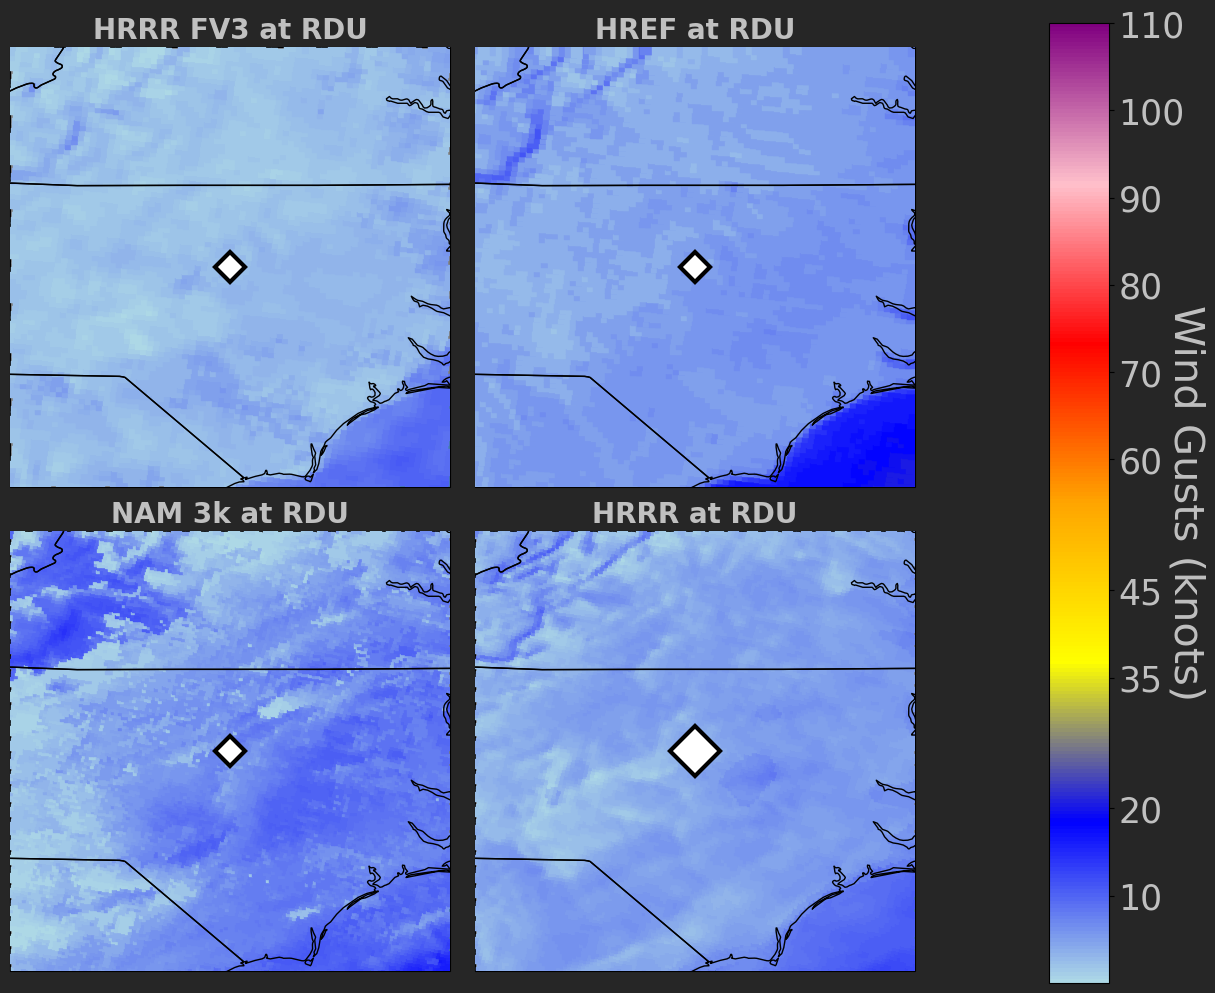 HRRR FV3 at RDU
HREF at RDU
NAM 3k at RDU
HRRR at RDU
110
100
90
80
70
60
45
35
20
10
Wind Gusts (knots)